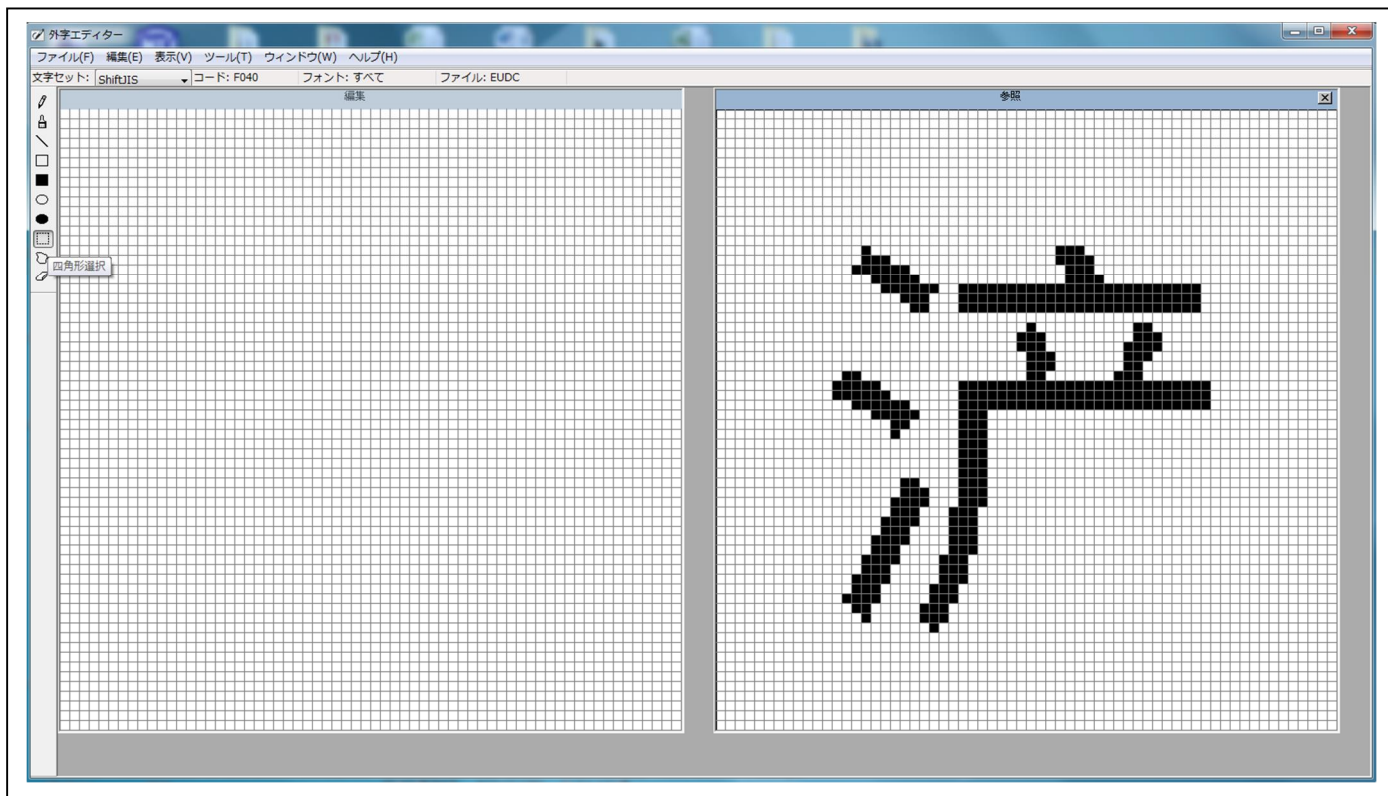 外字エディター
ファイル(F) 編集(E) 表示(V) ツール(T) ウィンドウ(W) ヘルプ(H)
文字セット: ShiftJIS コード: F040 フォント: すべて ファイル: EUDC
編集
参照
四角形選択
浐